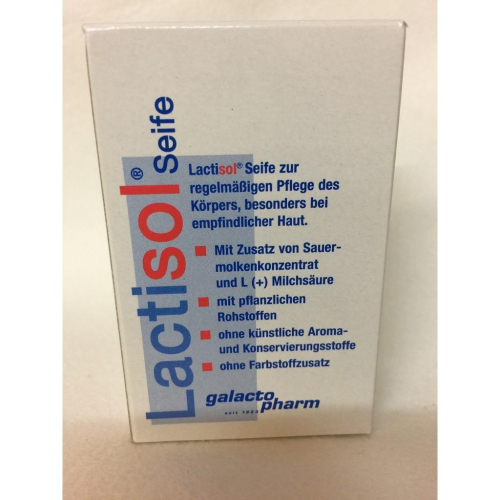 Lactisol® Seife
Lactisol® Seife zur
regelmäßigen Pflege des
Körpers, besonders bei
empfindlicher Haut.
Mit Zusatz von Sauer-
molkenkonzentrat
und L (+) Milchsäure
mit pflanzlichen
Rohstoffen
ohne künstliche Aroma-
und Konservierungsstoffe
ohne Farbstoffzusatz
galacto
pharm